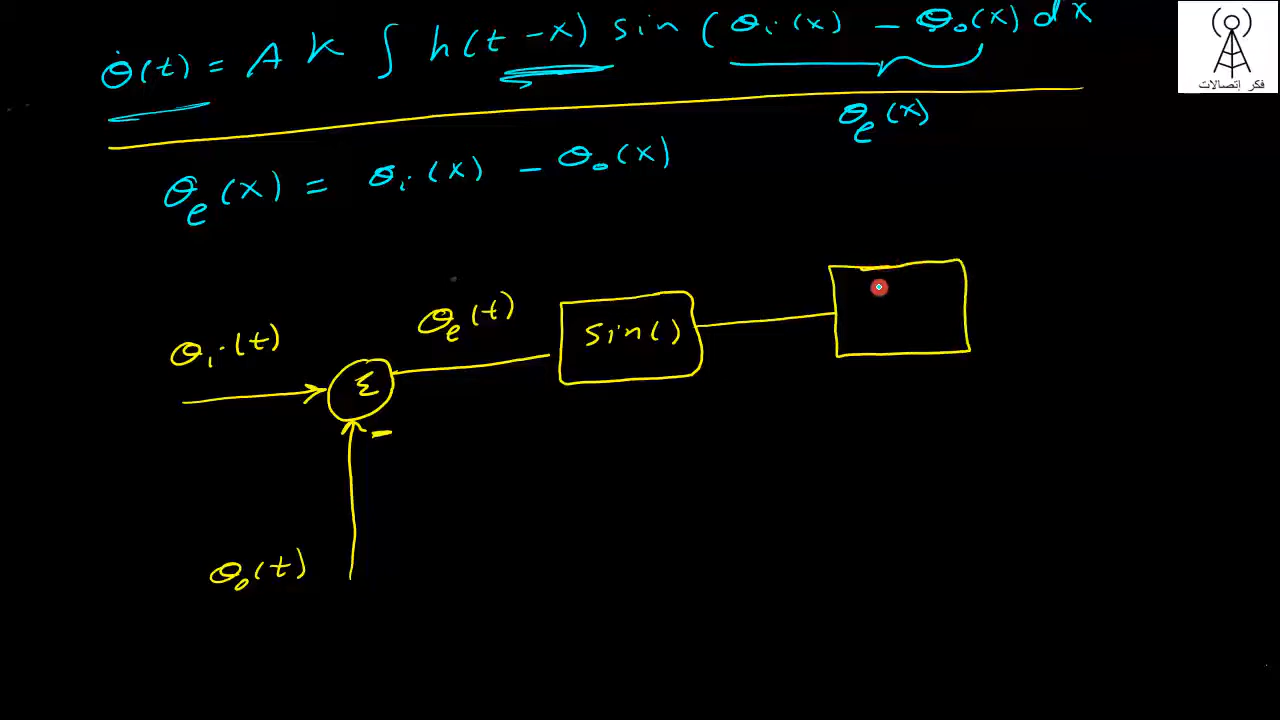 θ̇(t) = A K ∫ h(t-x) sin (θi(x) - θo(x) dx
θe(x)
θe(x) = θi(x) - θo(x)
θi(t)
θe(t)
sin()
Σ
-
θo(t)
فكر إتصالات